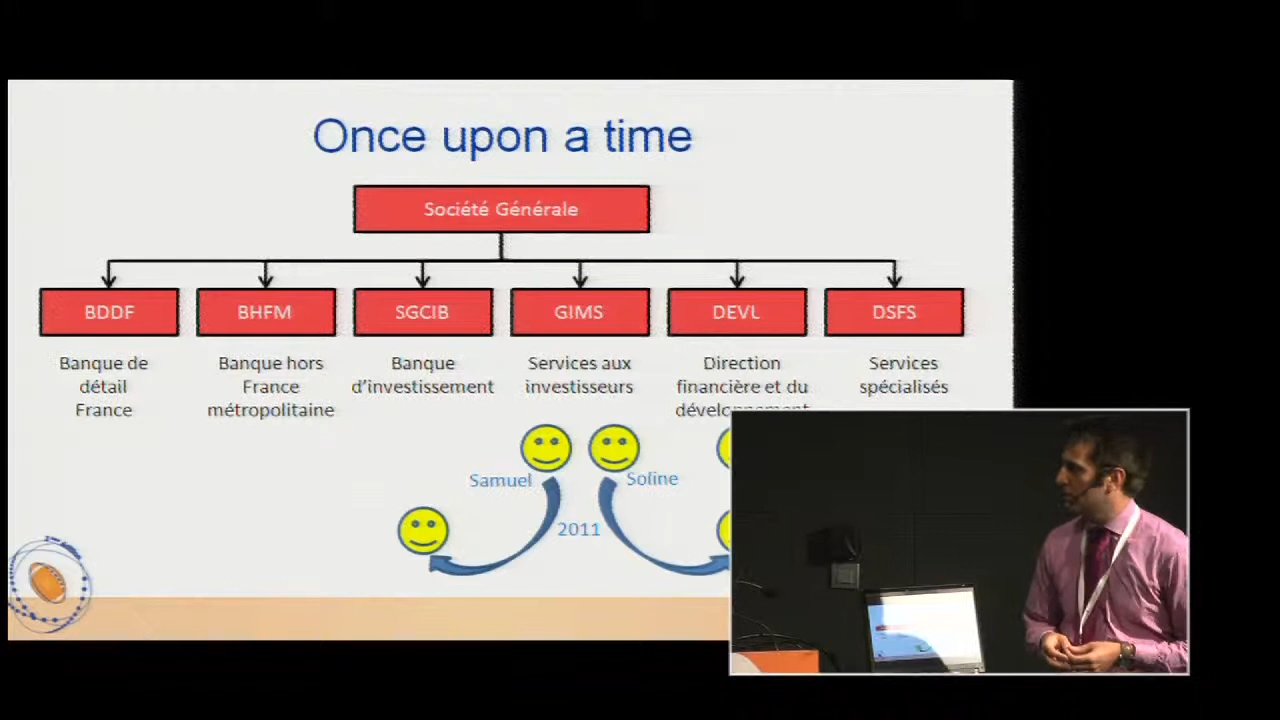 Once upon a time
Société Générale
BDDF
BHFM
SGCIB
GIMS
DEVL
DSFS
Banque de
détail
France
Banque hors
France
métropolitaine
Banque
d'investissement
Services aux
investisseurs
Direction
financière et du
développement
Services
spécialisés
Samuel
Soline
2011